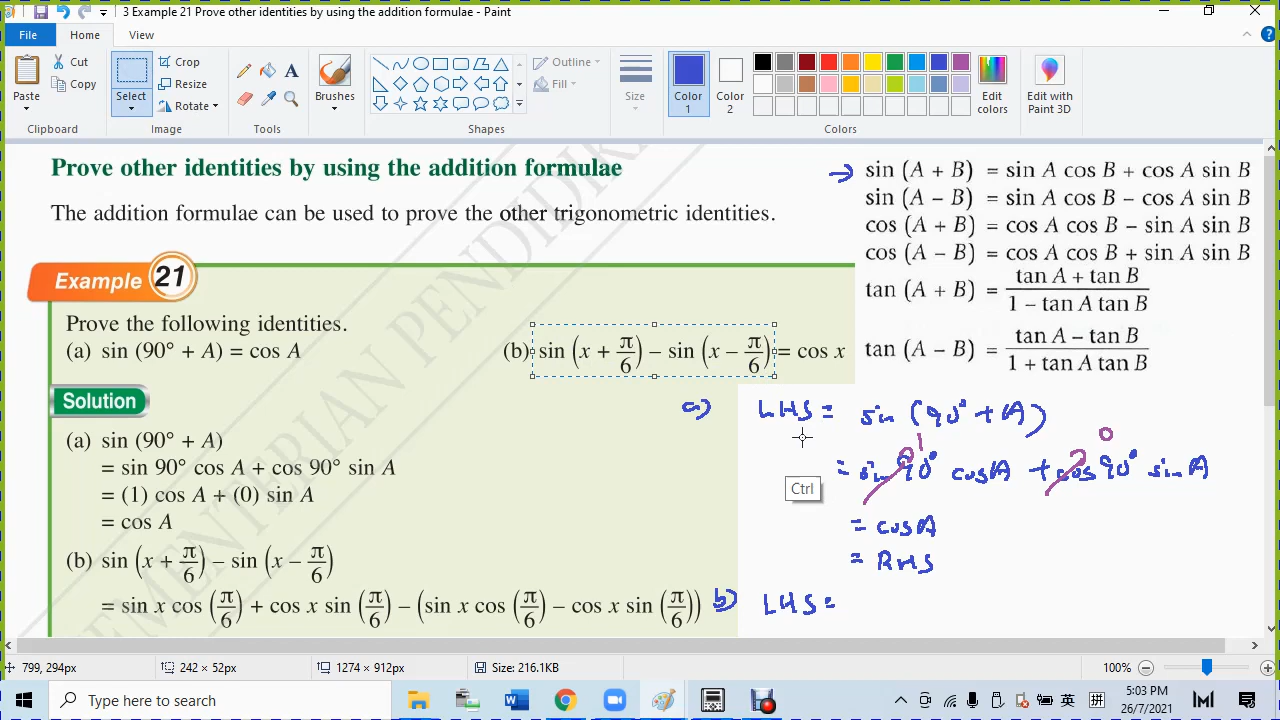 3 Example 21 Prove other identities by using the addition formulae - Paint
File Home View
Paste Cut Copy Clipboard
Select Crop Resize Rotate Image
Tools
Brushes
Outline Fill Shapes
Size
Color 1 Color 2 Edit colors Colors
Edit with Paint 3D
Prove other identities by using the addition formulae
The addition formulae can be used to prove the other trigonometric identities.
Example 21
Prove the following identities.
(a) sin (90° + A) = cos A
(b) sin (x + π/6) – sin (x – π/6) = cos x
Solution
(a) sin (90° + A)
= sin 90° cos A + cos 90° sin A
= (1) cos A + (0) sin A
= cos A
(b) sin (x + π/6) – sin (x – π/6)
= sin x cos (π/6) + cos x sin (π/6) – (sin x cos (π/6) – cos x sin (π/6))
→ sin (A + B) = sin A cos B + cos A sin B
sin (A – B) = sin A cos B – cos A sin B
cos (A + B) = cos A cos B – sin A sin B
cos (A – B) = cos A cos B + sin A sin B
tan (A + B) = tan A + tan B / 1 – tan A tan B
tan (A – B) = tan A – tan B / 1 + tan A tan B
a) LHS = sin (90° + A)
1 0
= sin 90° cos A + cos 90° sin A
= cos A
= RHS
b) LHS =
Ctrl
KEMENTERIAN PENDIDIKAN
799, 294px 242 × 52px 1274 × 912px Size: 216.1KB 100%
Type here to search
英 拼 5:03 PM
26/7/2021